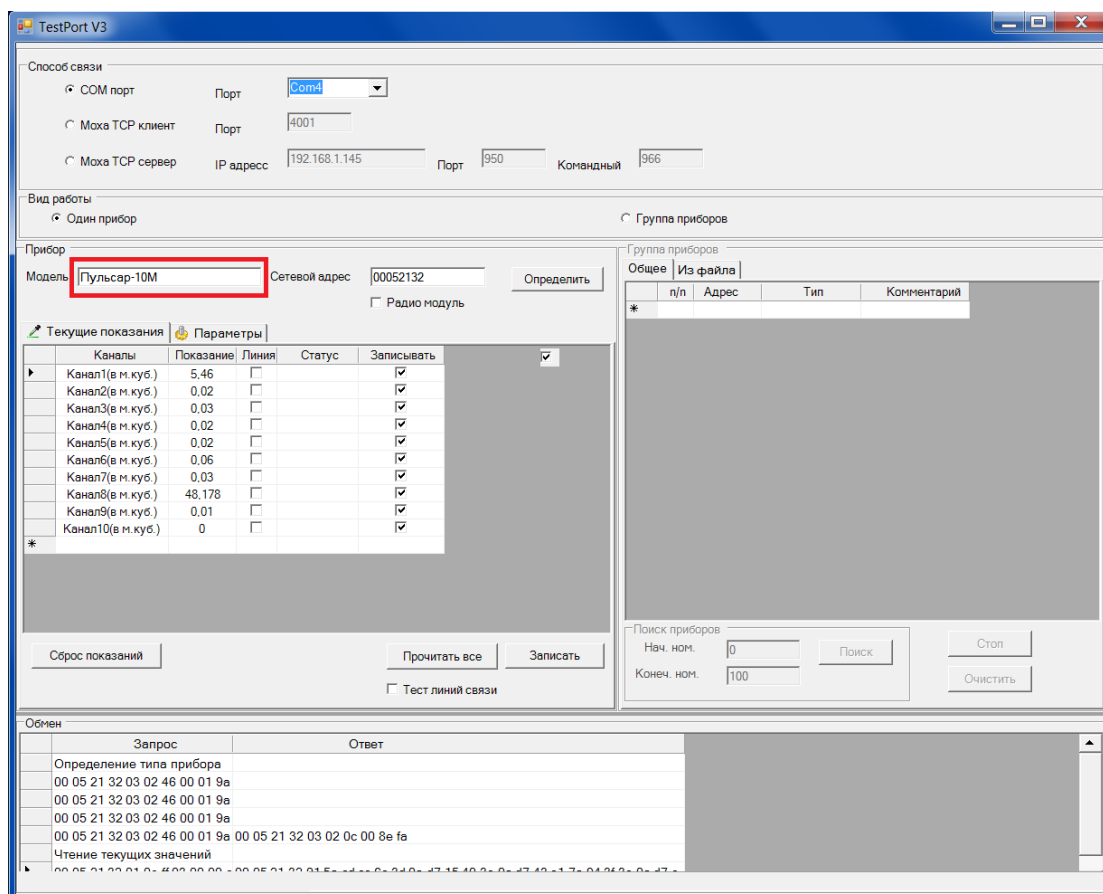 TestPort V3
Способ связи
COM порт Порт Com4
Moxa TCP клиент Порт 4001
Moxa TCP сервер IP адресс 192.168.1.145 Порт 950 Командный 966
Вид работы
Один прибор Группа приборов
Прибор
Модель Пульсар-10М Сетевой адрес 00052132 Определить
Радио модуль
Текущие показания Параметры
Каналы Показание Линия Статус Записывать
Канал1(в м.куб.) 5,46
Канал2(в м.куб.) 0,02
Канал3(в м.куб.) 0,03
Канал4(в м.куб.) 0,02
Канал5(в м.куб.) 0,02
Канал6(в м.куб.) 0,06
Канал7(в м.куб.) 0,03
Канал8(в м.куб.) 48,178
Канал9(в м.куб.) 0,01
Канал10(в м.куб.) 0
Сброс показаний Прочитать все Записать
Тест линий связи
Группа приборов
Общее Из файла
п/п Адрес Тип Комментарий
Поиск приборов
Нач. ном. 0 Поиск Стоп
Конеч. ном. 100 Очистить
Обмен
Запрос Ответ
Определение типа прибора
00 05 21 32 03 02 46 00 01 9a
00 05 21 32 03 02 46 00 01 9a
00 05 21 32 03 02 46 00 01 9a
00 05 21 32 03 02 46 00 01 9a 00 05 21 32 03 02 0c 00 8e fa
Чтение текущих значений